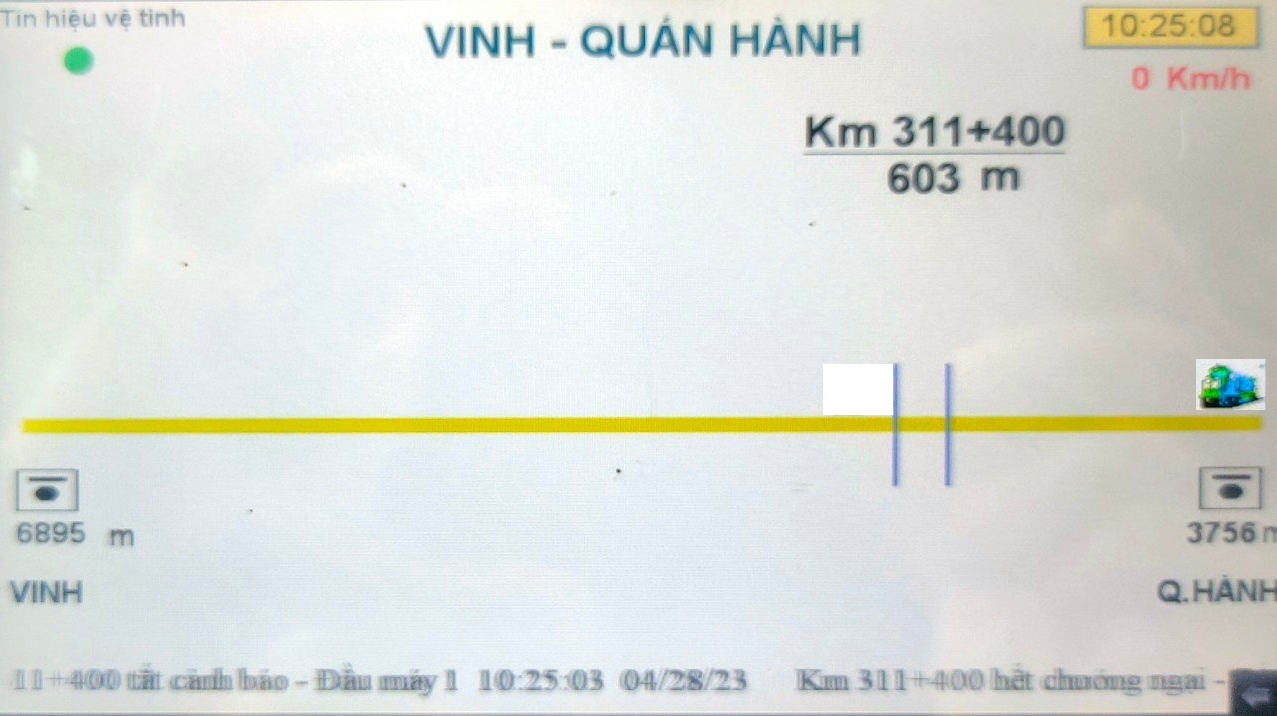 Tín hiệu vệ tinh
VINH - QUÁN HÀNH
10:25:08
0 Km/h
Km 311+400
603 m
6895 m
3756 m
VINH
Q.HÀNH
11+400 tắt cảnh báo - Đầu máy 1 10:25:03 04/28/23 Km 311+400 hết chướng ngại -